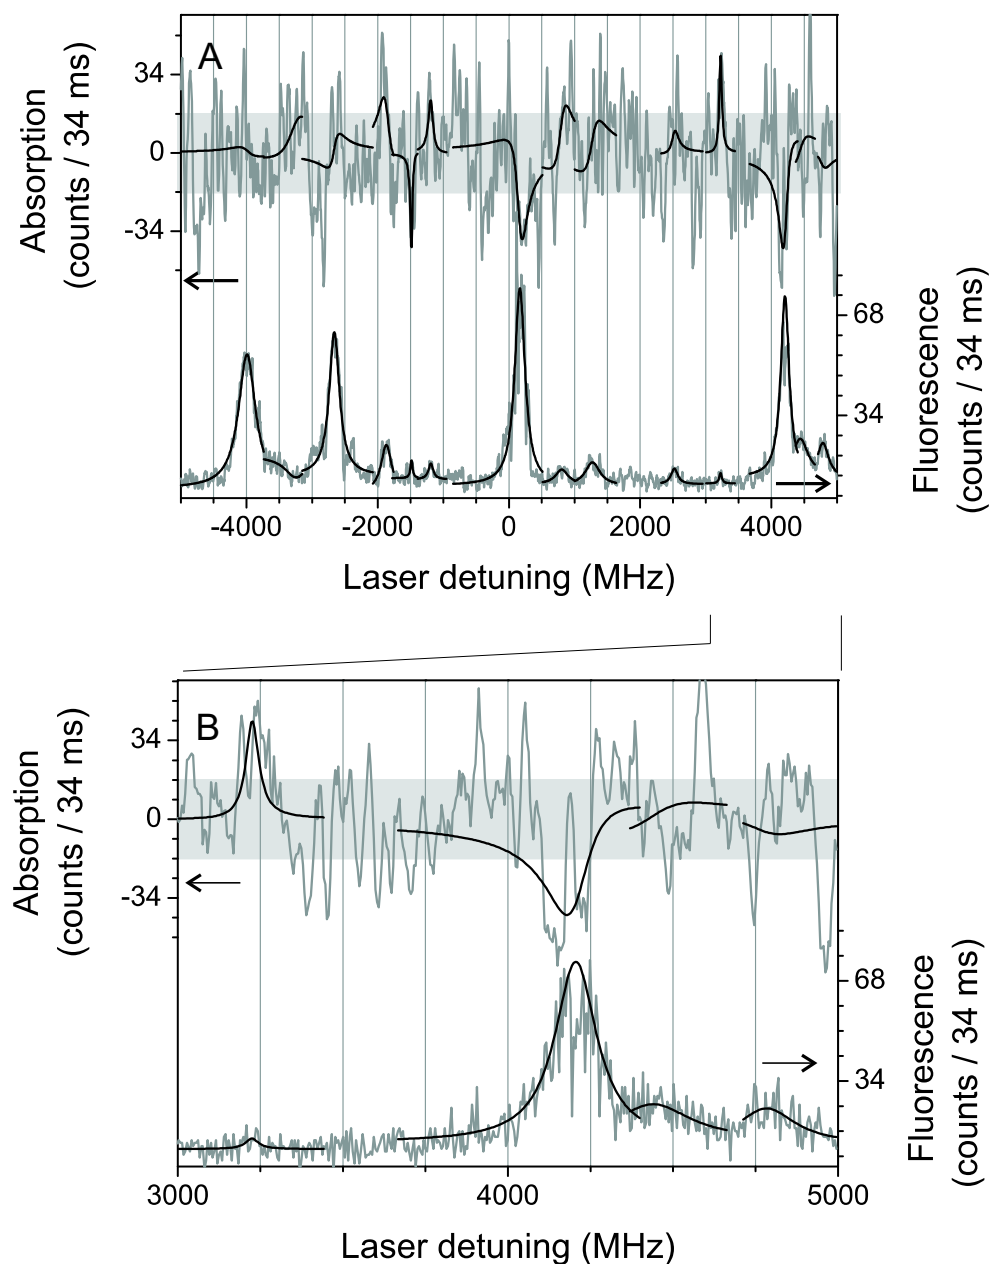 A
34
0
-34
Absorption
(counts / 34 ms)
68
34
Fluorescence
(counts / 34 ms)
-4000 -2000 0 2000 4000
Laser detuning (MHz)
B
34
0
-34
Absorption
(counts / 34 ms)
68
34
Fluorescence
(counts / 34 ms)
3000 4000 5000
Laser detuning (MHz)